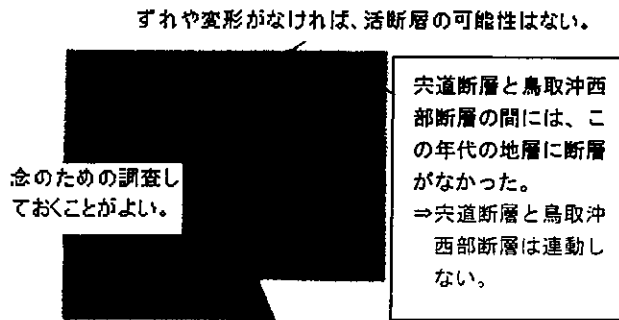 ずれや変形がなければ、活断層の可能性はない。
宍道断層と鳥取沖西
部断層の間には、こ
の年代の地層に断層
がなかった。
⇒宍道断層と鳥取沖
西部断層は連動し
ない。
念のための調査し
ておくことがよい。